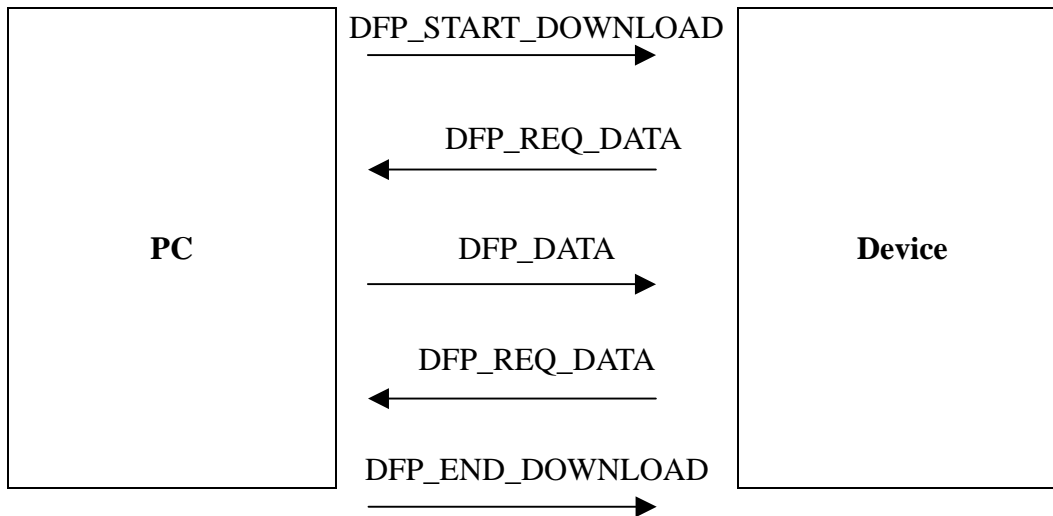 DFP_START_DOWNLOAD
DFP_REQ_DATA
PC
DFP_DATA
Device
DFP_REQ_DATA
DFP_END_DOWNLOAD